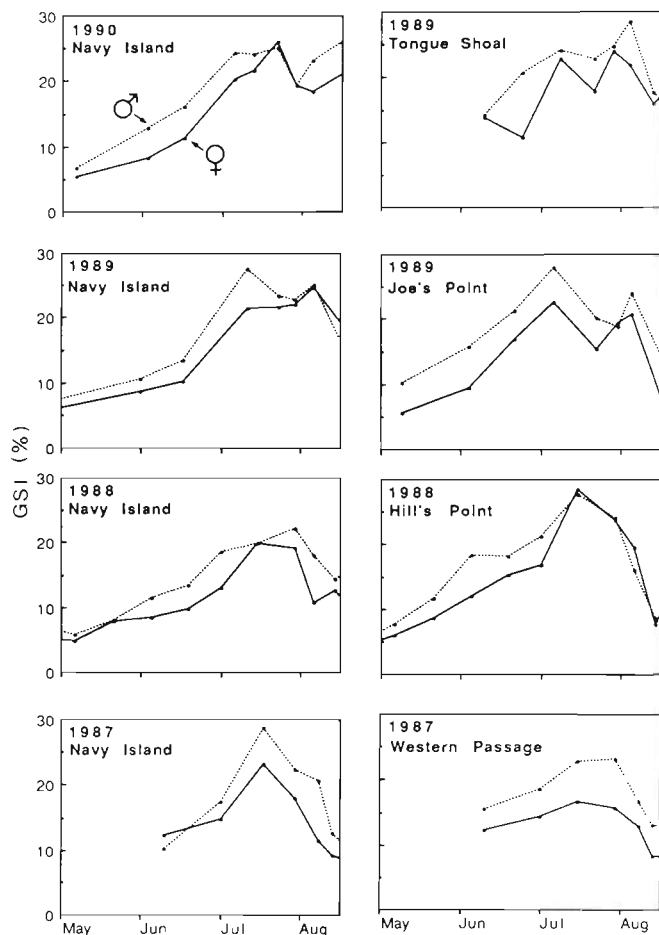 1990
Navy Island
♂
♀
30
20
10
0
1989
Tongue Shoal
1989
Navy Island
30
20
10
0
1989
Joe's Point
GSI (%)
1988
Navy Island
30
20
10
0
1988
Hill's Point
1987
Navy Island
30
20
10
0
May
Jun
Jul
Aug
1987
Western Passage
May
Jun
Jul
Aug